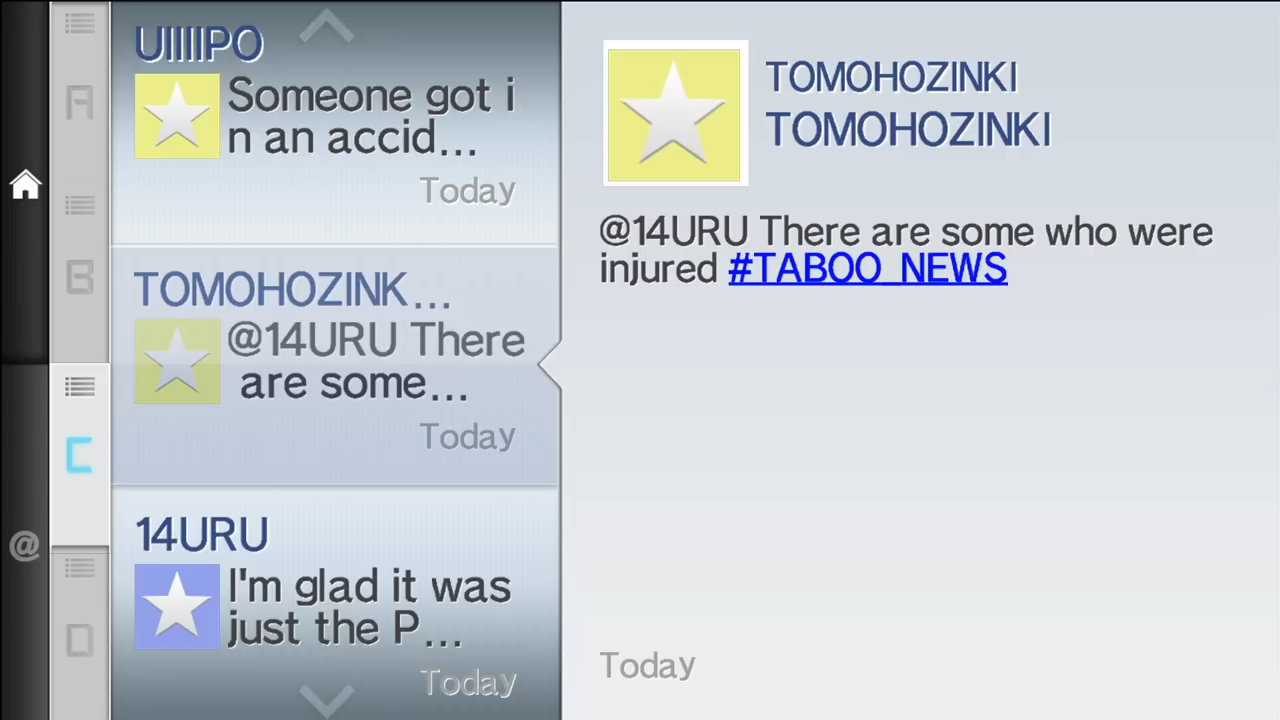 A
B
C
D
@
UIIIIPO
Someone got i
n an accid...
Today
TOMOHOZINK...
@14URU There
are some...
Today
14URU
I'm glad it was
just the P...
Today
TOMOHOZINKI
TOMOHOZINKI
@14URU There are some who were
injured #TABOO_NEWS
Today